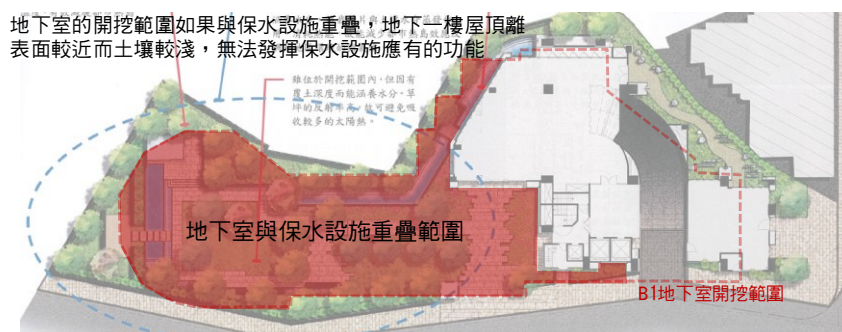 地下室的開挖範圍如果與保水設施重疊，地下一樓屋頂離
表面較近而土壤較淺，無法發揮保水設施應有的功能
雖位於開挖範圍內，但因有
覆土深度而能涵養水分。草
坪的反射率高，故可避免吸
收較多的太陽熱。
地下室與保水設施重疊範圍
B1地下室開挖範圍